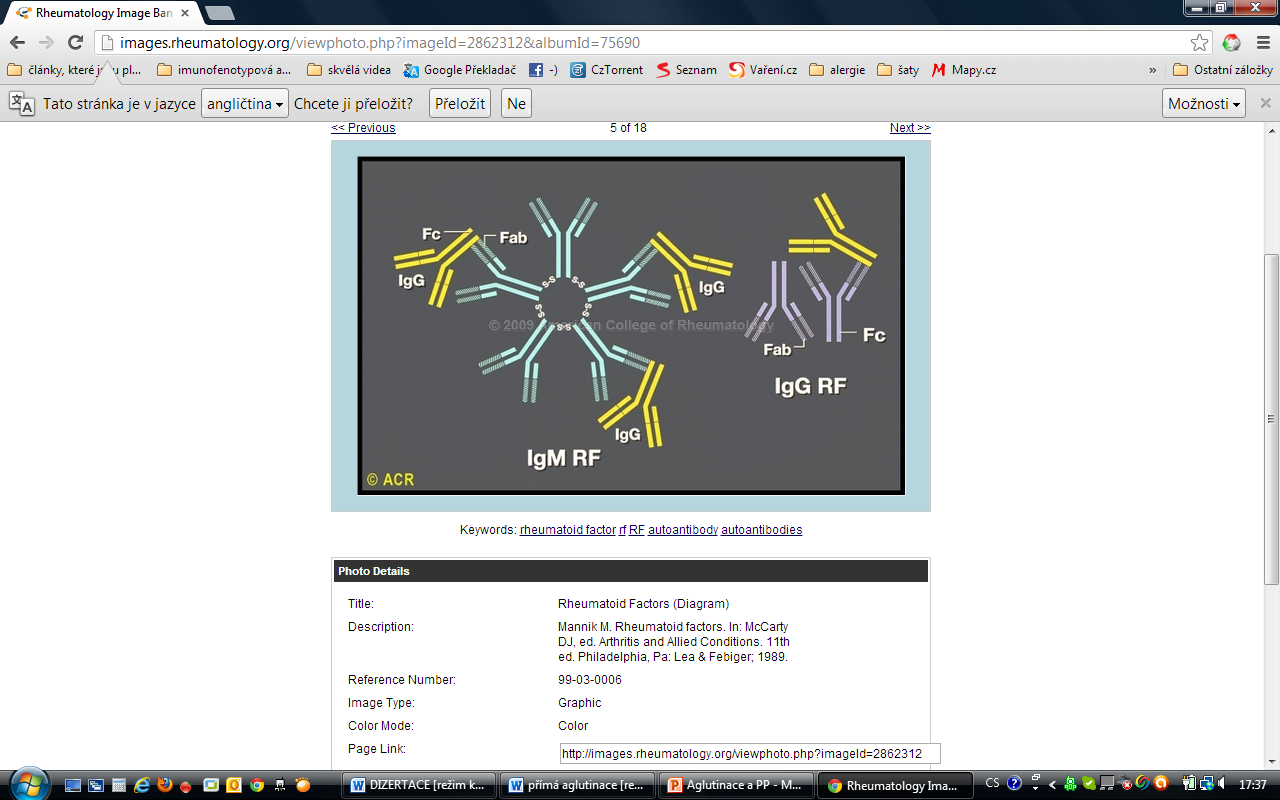 Rheumatology Image Ban
images.rheumatology.org/viewphoto.php?imageId=2862312&albumId=75690
články, které jsou pl... imunofenotypová a... skvělá videa Google Překladač :-) CzTorrent Seznam Vaření.cz alergie šaty Mapy.cz » Ostatní záložky
Tato stránka je v jazyce angličtina Chcete ji přeložit? Přeložit Ne Možnosti
<< Previous 5 of 18 Next >>
Fc Fab
IgG IgG
S-S S-S S-S S-S S-S
© 2009 American College of Rheumatology
Fab Fc
IgG RF
IgG
IgM RF
© ACR
Keywords: rheumatoid factor rf RF autoantibody autoantibodies
Photo Details
Title: Rheumatoid Factors (Diagram)
Description: Mannik M. Rheumatoid factors. In: McCarty
DJ, ed. Arthritis and Allied Conditions. 11th
ed. Philadelphia, Pa: Lea & Febiger; 1989.
Reference Number: 99-03-0006
Image Type: Graphic
Color Mode: Color
Page Link: http://images.rheumatology.org/viewphoto.php?imageId=2862312
DIZERTACE [režim k... přímá aglutinace [re... Aglutinace a PP - M... Rheumatology Ima... CS 17:37